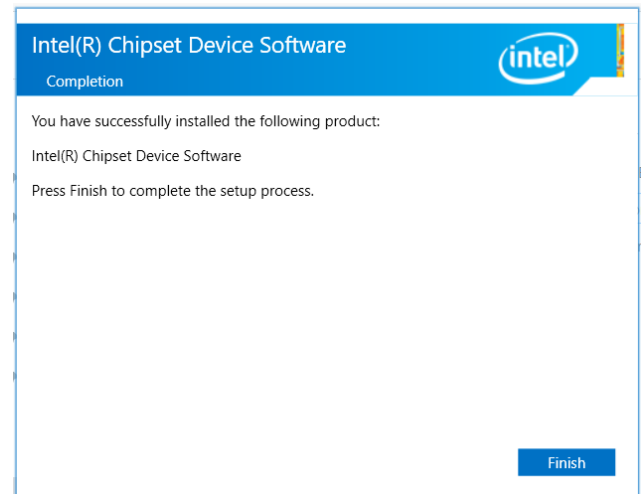 Intel(R) Chipset Device Software
intel
Completion
You have successfully installed the following product:
Intel(R) Chipset Device Software
Press Finish to complete the setup process.
Finish